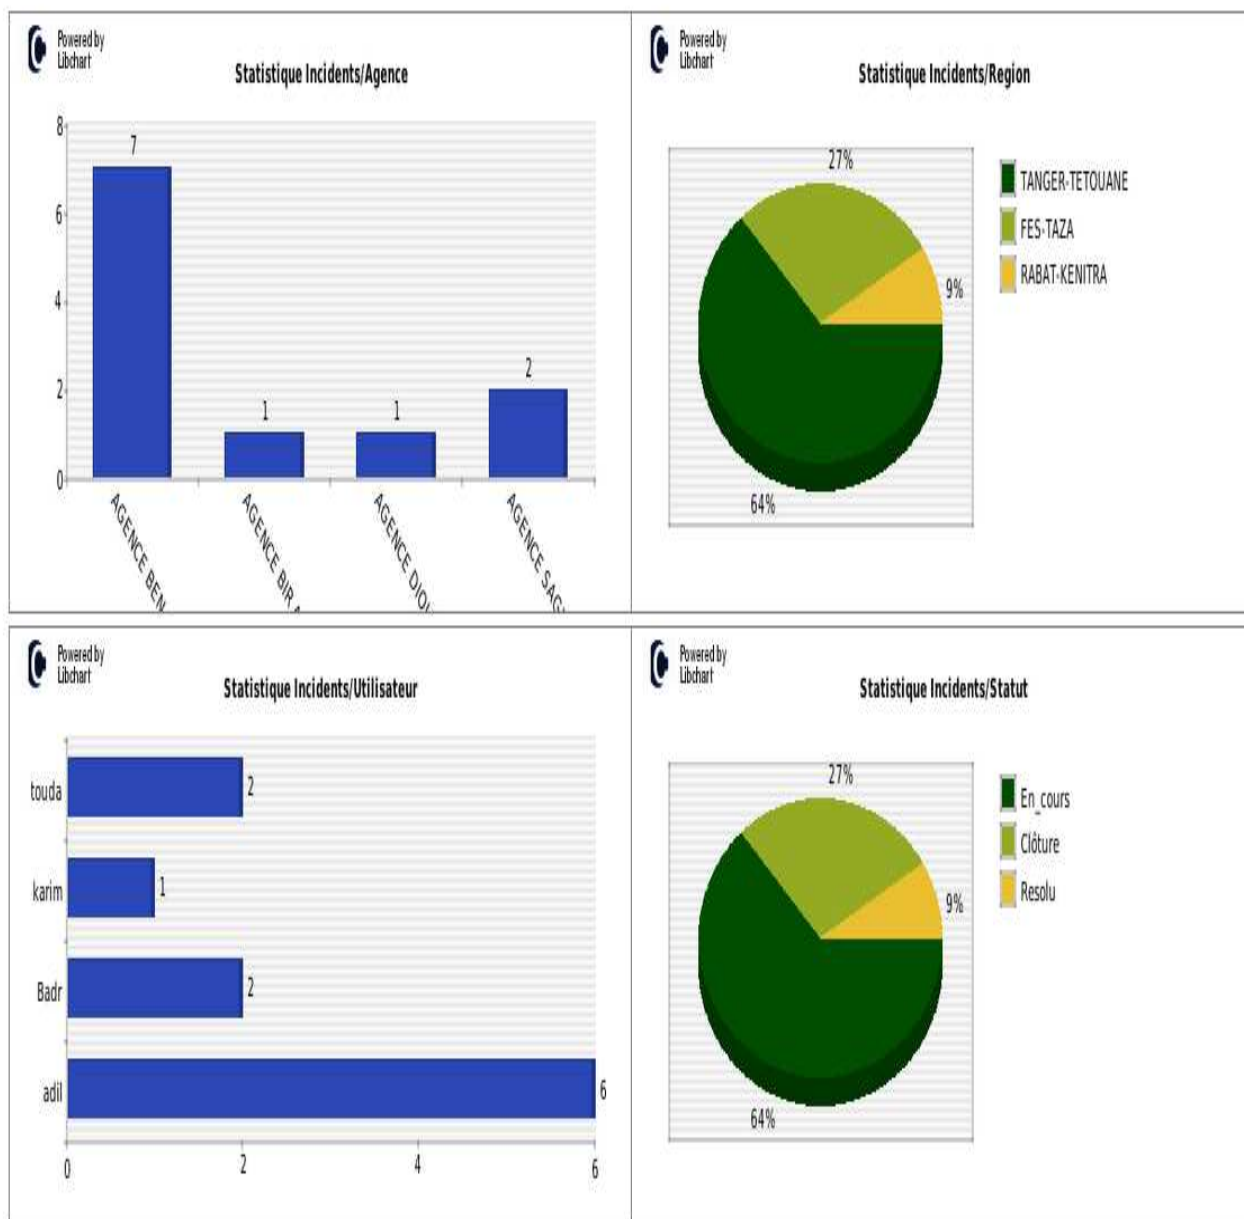 Powered by
Libchart
Statistique Incidents/Agence
8
7
6
4
2
2
1
1
0
AGENCE BEN
AGENCE BIR
AGENCE
AGENCE
Powered by
Libchart
Statistique Incidents/Region
27%
9%
64%
TANGER-TETOUANE
FES-TAZA
RABAT-KENITRA
Powered by
Libchart
Statistique Incidents/Utilisateur
touda
2
karim
1
Badr
2
adil
6
0
2
4
6
Powered by
Libchart
Statistique Incidents/Statut
27%
9%
64%
En_cours
Clôture
Resolu